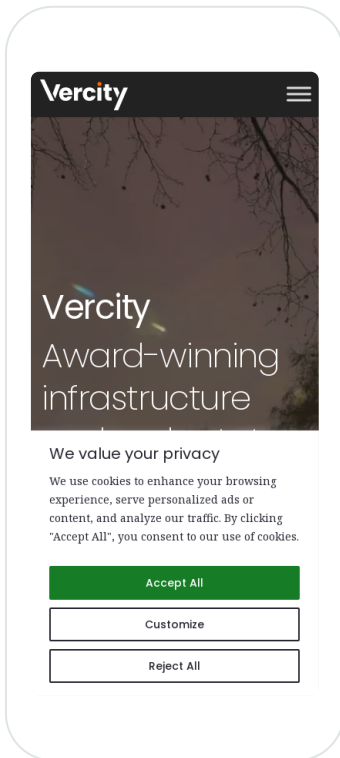 Vercity
Vercity
Award-winning
infrastructure
We value your privacy
We use cookies to enhance your browsing
experience, serve personalized ads or
content, and analyze our traffic. By clicking
"Accept All", you consent to our use of cookies.
Accept All
Customize
Reject All